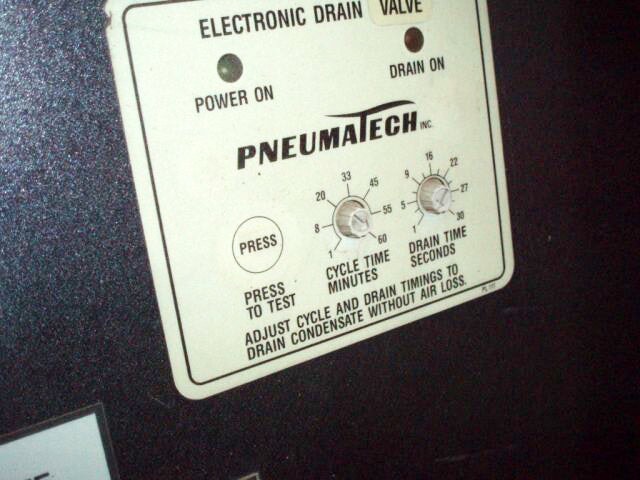 ELECTRONIC DRAIN VALVE
POWER ON
DRAIN ON
PNEUMATECH INC.
1 8 20 33 45 55 60
1 5 9 16 22 27 30
PRESS
PRESS
TO TEST
CYCLE TIME
MINUTES
DRAIN TIME
SECONDS
ADJUST CYCLE AND DRAIN TIMINGS TO
DRAIN CONDENSATE WITHOUT AIR LOSS.